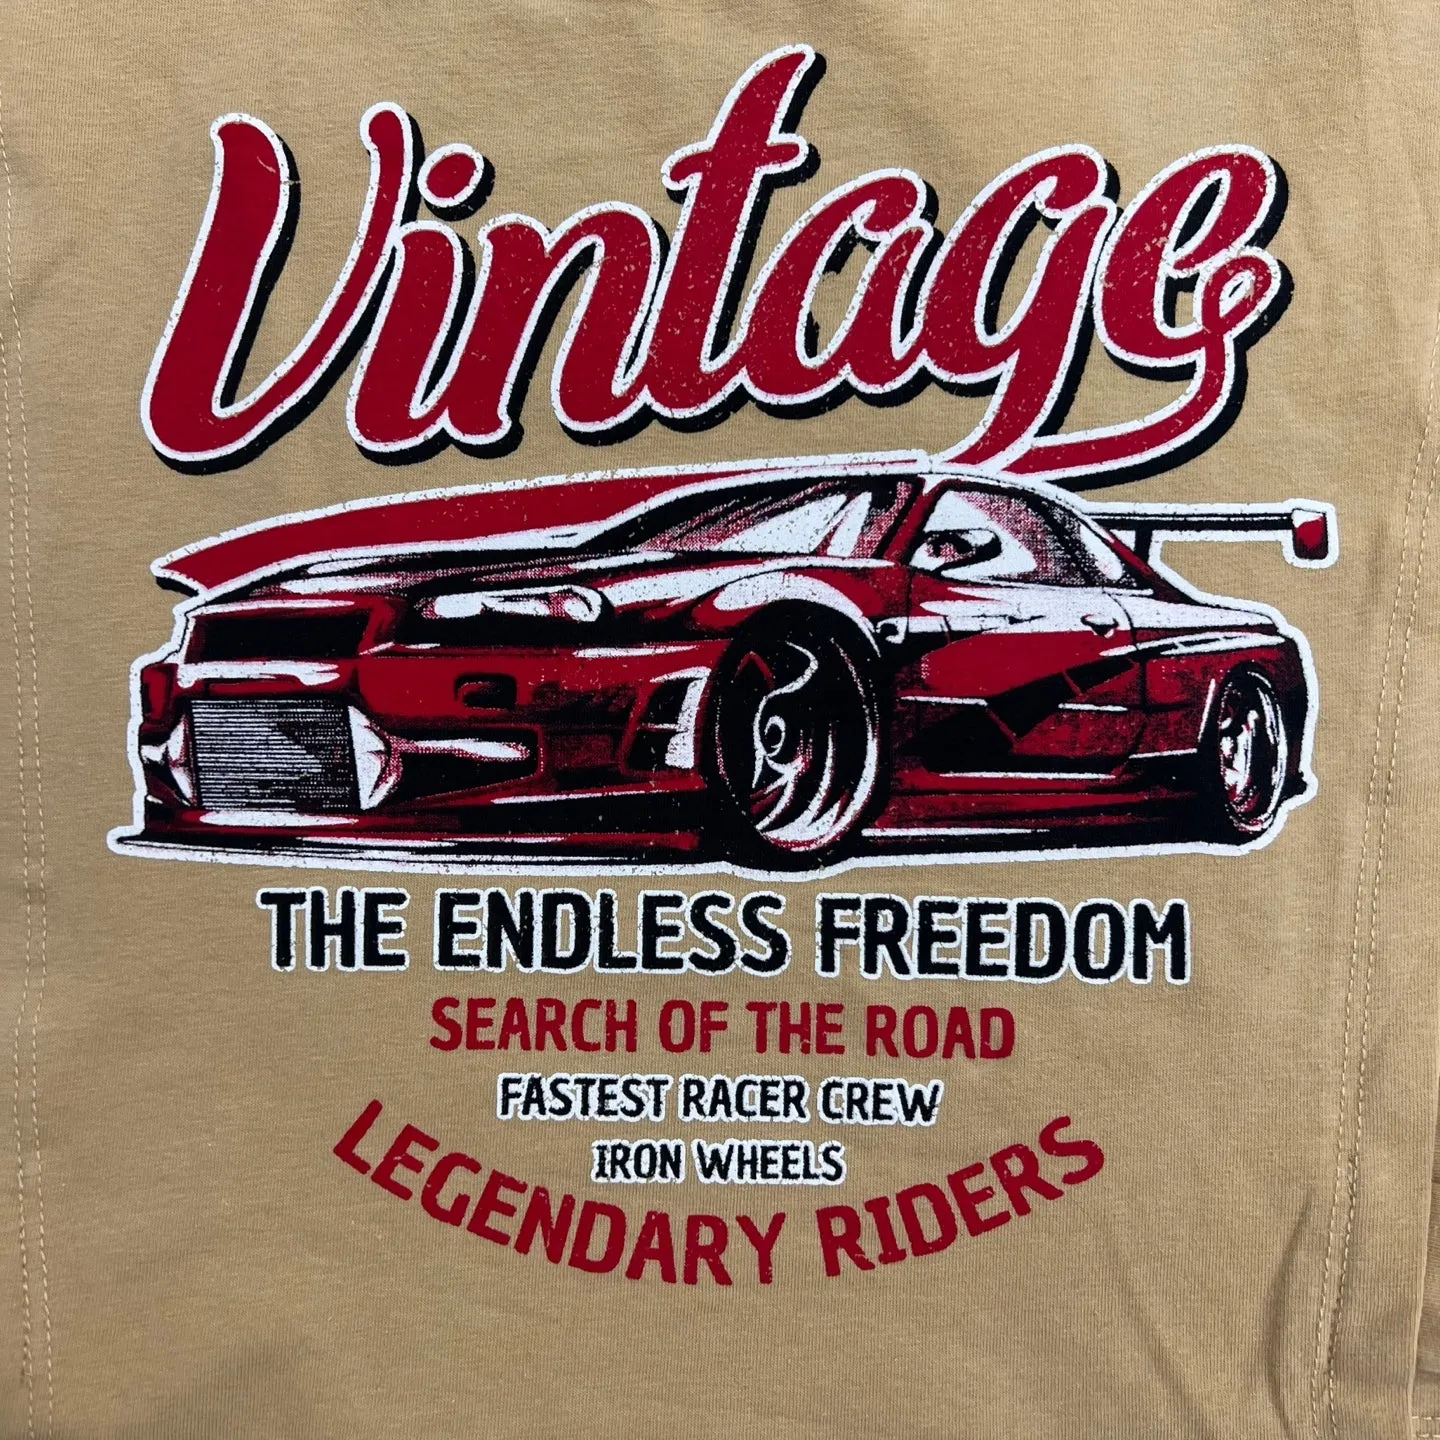 Vintage
THE ENDLESS FREEDOM
SEARCH OF THE ROAD
FASTEST RACER CREW
IRON WHEELS
LEGENDARY RIDERS